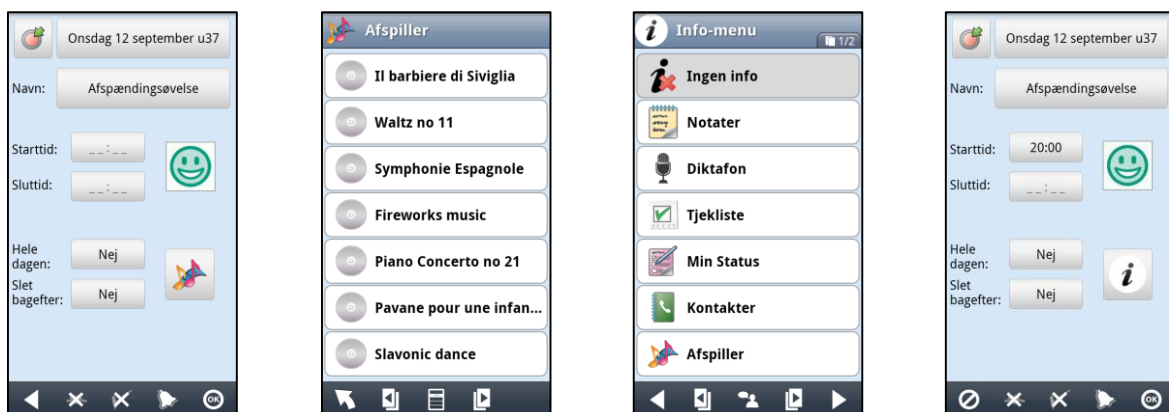 Onsdag 12 september u37
Navn:
Afspændingsøvelse
Starttid:
__:__
Sluttid:
__:__
Hele
dagen:
Nej
Slet
bagefter:
Nej
OK
Afspiller
Il barbiere di Siviglia
Waltz no 11
Symphonie Espagnole
Fireworks music
Piano Concerto no 21
Pavane pour une infan...
Slavonic dance
i
Info-menu
1/2
Ingen info
Notater
Diktafon
Tjekliste
Min Status
Kontakter
Afspiller
Onsdag 12 september u37
Navn:
Afspændingsøvelse
Starttid:
20:00
Sluttid:
__:__
Hele
dagen:
Nej
i
Slet
bagefter:
Nej
OK